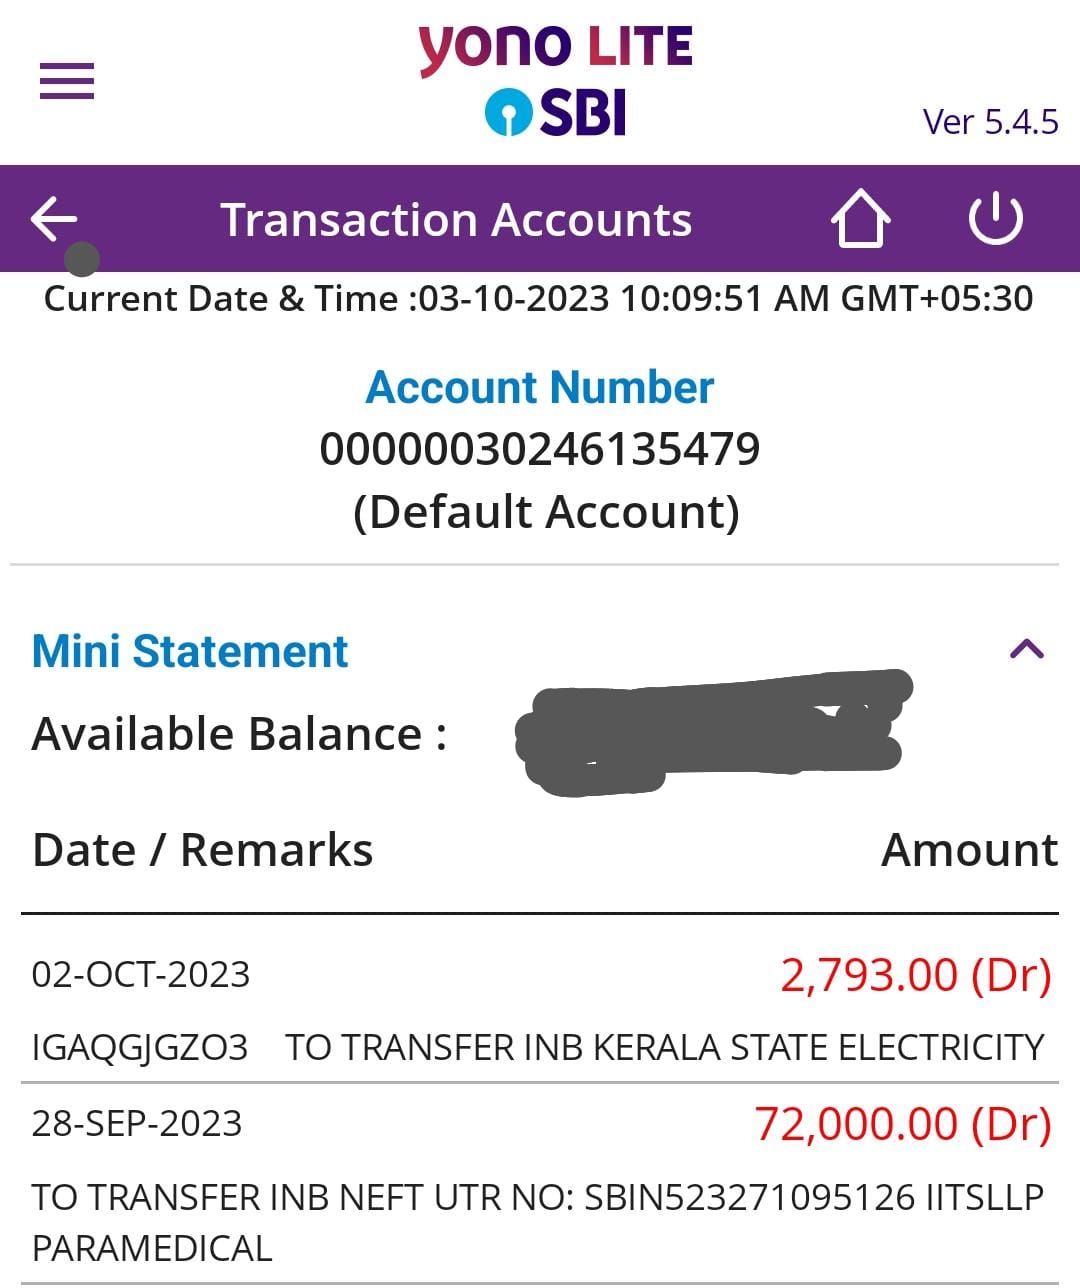 yono LITE
SBI
Ver 5.4.5
Transaction Accounts
Current Date & Time :03-10-2023 10:09:51 AM GMT+05:30
Account Number
00000030246135479
(Default Account)
Mini Statement
Available Balance :
Date / Remarks Amount
02-OCT-2023 2,793.00 (Dr)
IGAQGJGZO3 TO TRANSFER INB KERALA STATE ELECTRICITY
28-SEP-2023 72,000.00 (Dr)
TO TRANSFER INB NEFT UTR NO: SBIN523271095126 IITSLLP
PARAMEDICAL